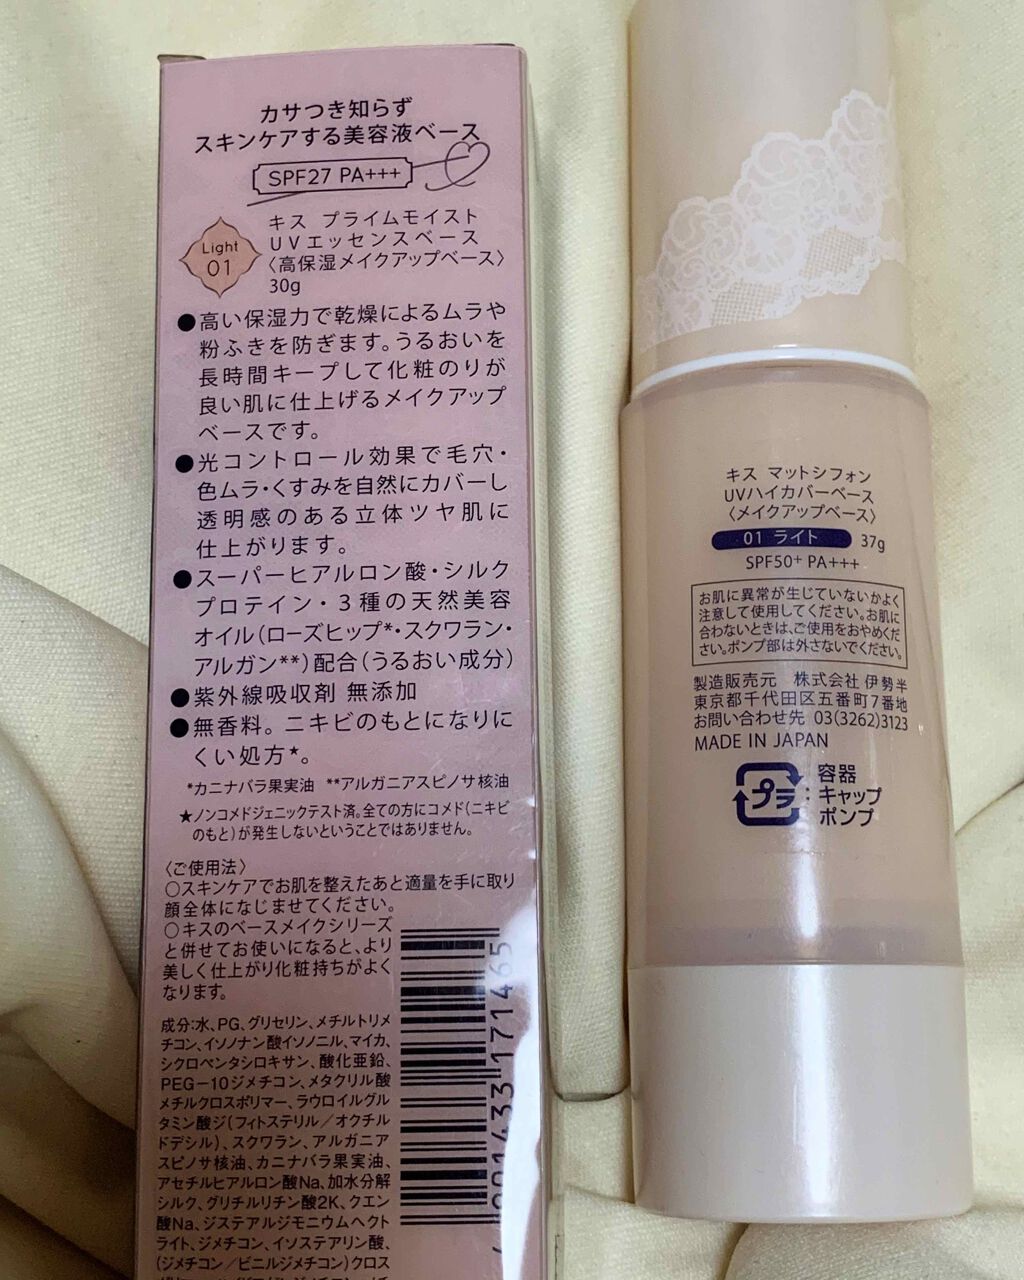 カサつき知らず
スキンケアする美容液ベース
SPF27 PA+++
Light
01
キス プライムモイスト
UVエッセンスベース
〈高保湿メイクアップベース〉
30g
●高い保湿力で乾燥によるムラや
粉ふきを防ぎます。うるおいを
長時間キープして化粧のりが
良い肌に仕上げるメイクアップ
ベースです。
●光コントロール効果で毛穴・
色ムラ・くすみを自然にカバーし
透明感のある立体ツヤ肌に
仕上がります。
●スーパーヒアルロン酸・シルク
プロテイン・3種の天然美容
オイル(ローズヒップ*・スクワラン・
アルガン**)配合(うるおい成分)
●紫外線吸収剤 無添加
●無香料。ニキビのもとになりに
くい処方★。
*カニナバラ果実油 **アルガニアスピノサ核油
★ノンコメドジェニックテスト済。全ての方にコメド(ニキビ
のもと)が発生しないということではありません。
〈ご使用法〉
○スキンケアでお肌を整えたあと適量を手に取り
顔全体になじませてください。
○キスのベースメイクシリーズ
と併せてお使いになると、より
美しく仕上がり化粧持ちがよく
なります。
成分:水、PG、グリセリン、メチルトリメ
チコン、イソノナン酸イソノニル、マイカ、
シクロペンタシロキサン、酸化亜鉛、
PEG-10ジメチコン、メタクリル酸
メチルクロスポリマー、ラウロイルグル
タミン酸ジ(フィトステリル/オクチル
ドデシル)、スクワラン、アルガニア
スピノサ核油、カニナバラ果実油、
アセチルヒアルロン酸Na、加水分解
シルク、グリチルリチン酸2K、クエン
酸Na、ジステアルジモニウムヘクト
ライト、ジメチコン、イソステアリン酸、
(ジメチコン/ビニルジメチコン)クロス
901433 171465
キス マットシフォン
UVハイカバーベース
〈メイクアップベース〉
01 ライト 37g
SPF50+ PA+++
お肌に異常が生じていないかよく
注意して使用してください。お肌に
合わないときは、ご使用をおやめくだ
さい。ポンプ部は外さないでください。
製造販売元 株式会社 伊勢半
東京都千代田区五番町7番地
お問い合わせ先 03(3262)3123
MADE IN JAPAN
プラ
容器
キャップ
ポンプ